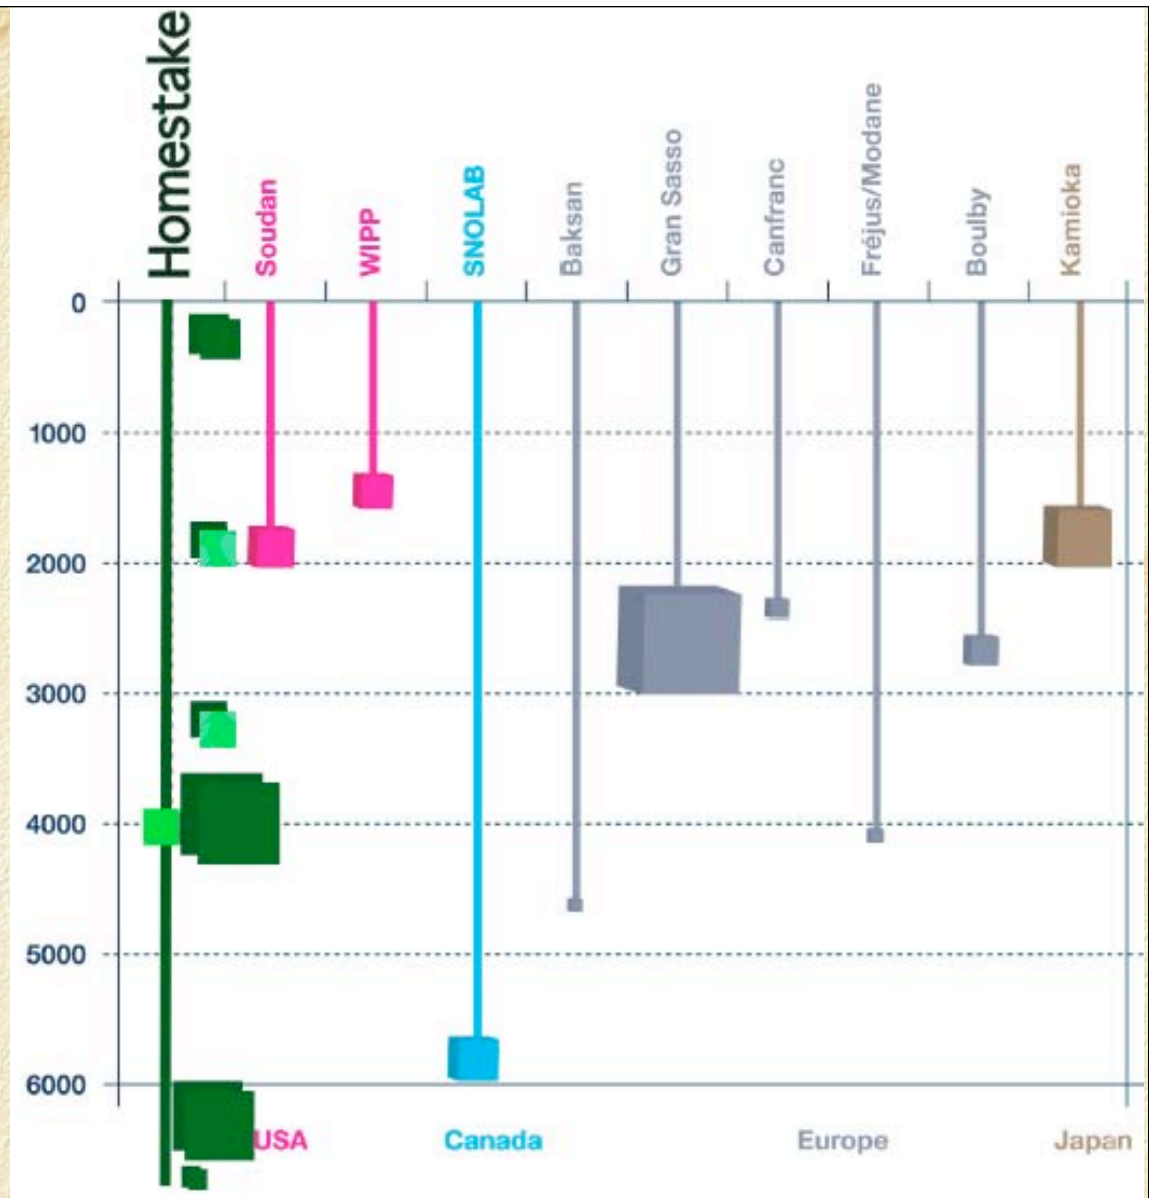 Homestake
Soudan
WIPP
SNOLAB
Baksan
Gran Sasso
Canfranc
Fréjus/Modane
Boulby
Kamioka
0
1000
2000
3000
4000
5000
6000
USA
Canada
Europe
Japan